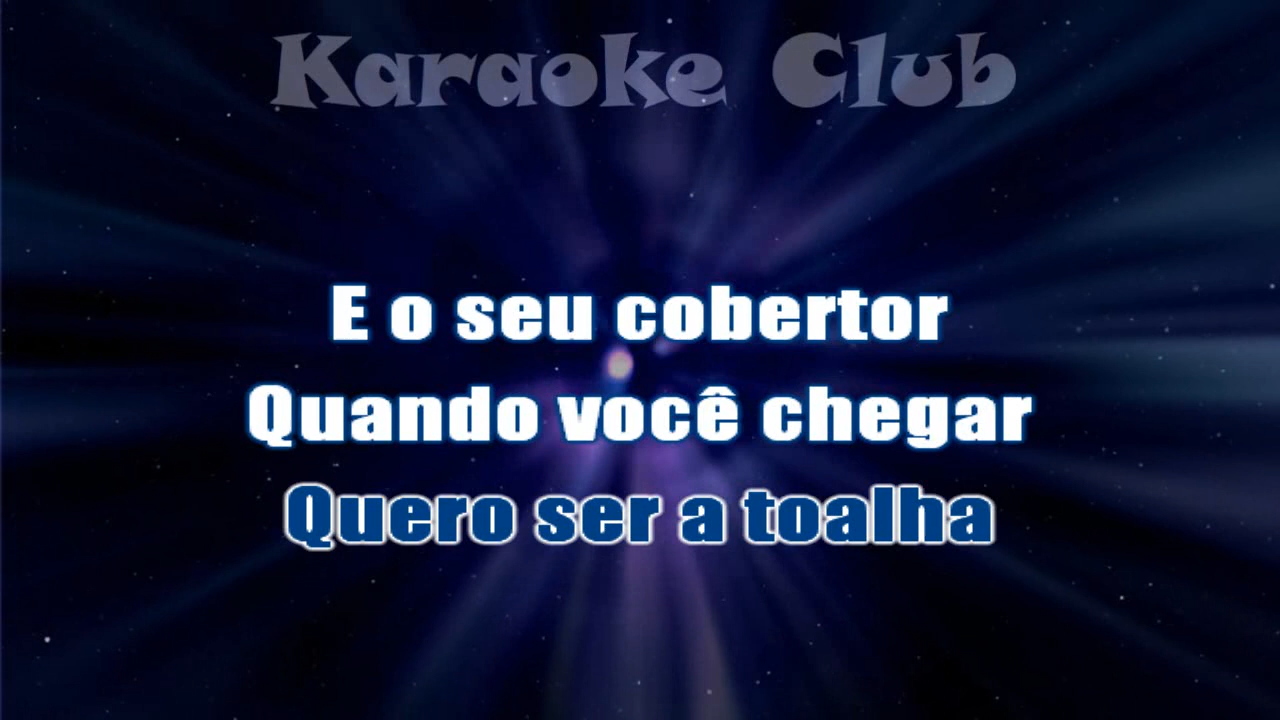 Karaoke Club
E o seu cobertor
Quando você chegar
Quero ser a toalha